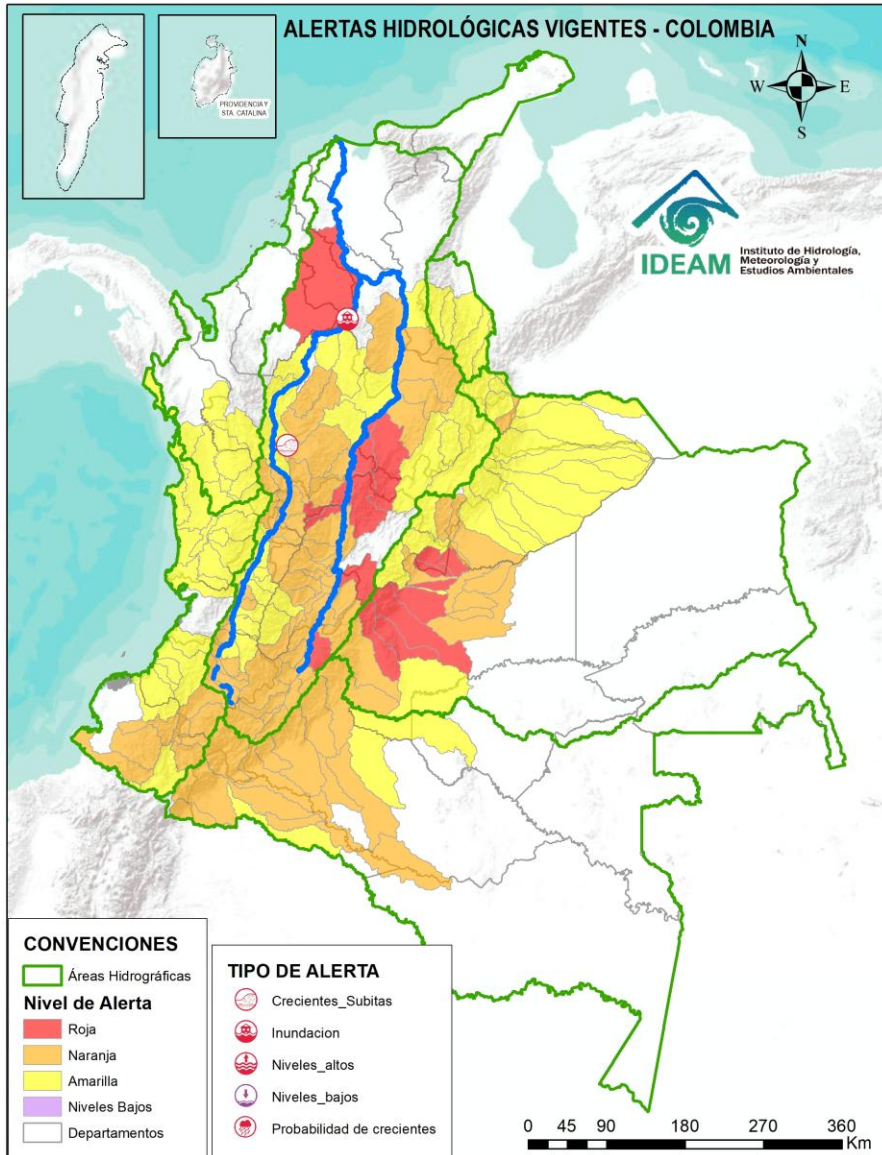 ALERTAS HIDROLÓGICAS VIGENTES - COLOMBIA
PROVIDENCIA Y
STA. CATALINA
N
W
E
S
IDEAM
Instituto de Hidrología,
Meteorología y
Estudios Ambientales
CONVENCIONES
Áreas Hidrográficas
Nivel de Alerta
Roja
Naranja
Amarilla
Niveles Bajos
Departamentos
TIPO DE ALERTA
Crecientes_Subitas
Inundacion
Niveles_altos
Niveles_bajos
Probabilidad de crecientes
0 45 90 180 270 360
Km